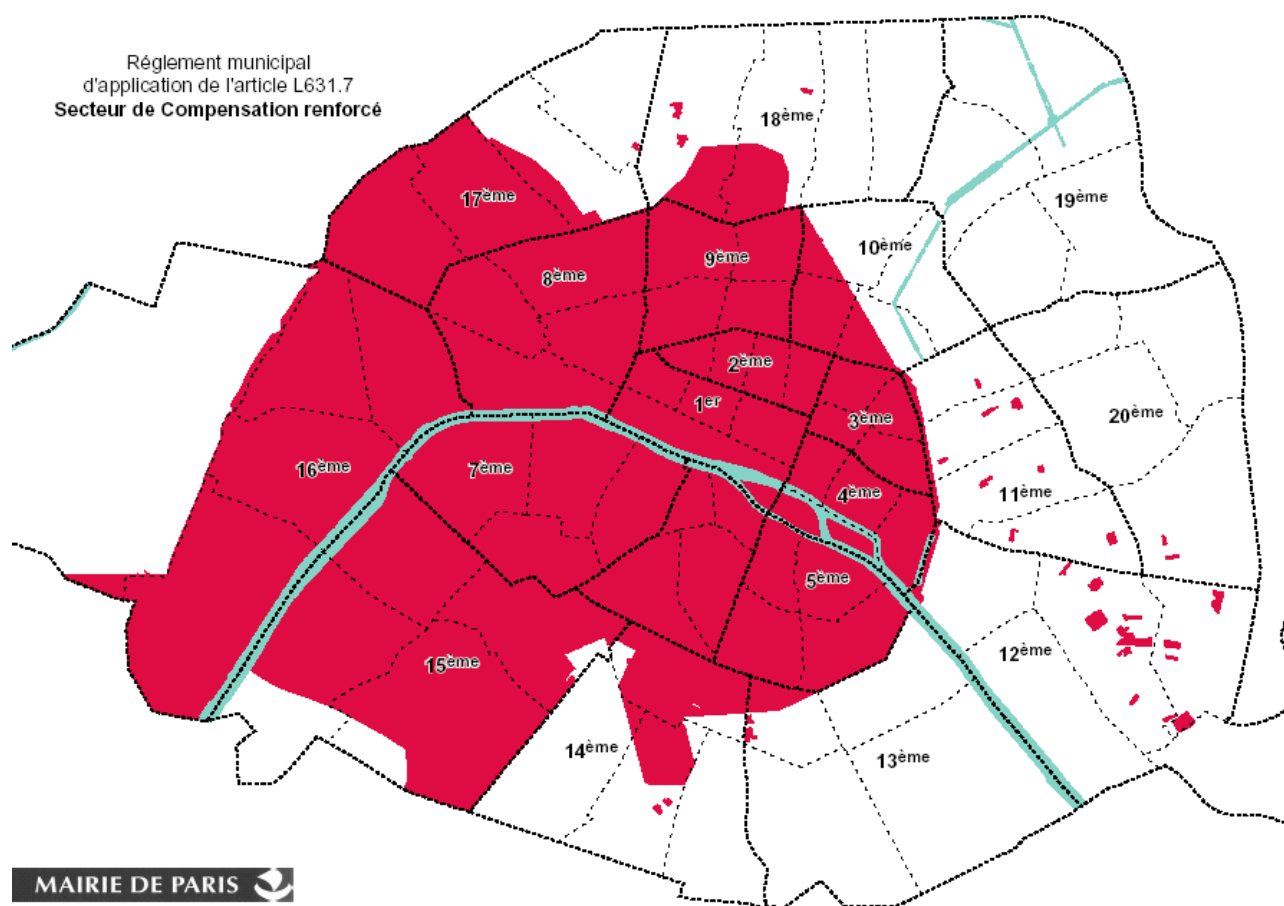 Réglement municipal
d'application de l'article L631.7
Secteur de Compensation renforcé
18ème
17ème
19ème
10ème
9ème
8ème
2ème
1er
3ème
20ème
16ème
7ème
4ème
11ème
5ème
12ème
15ème
14ème
13ème
MAIRIE DE PARIS